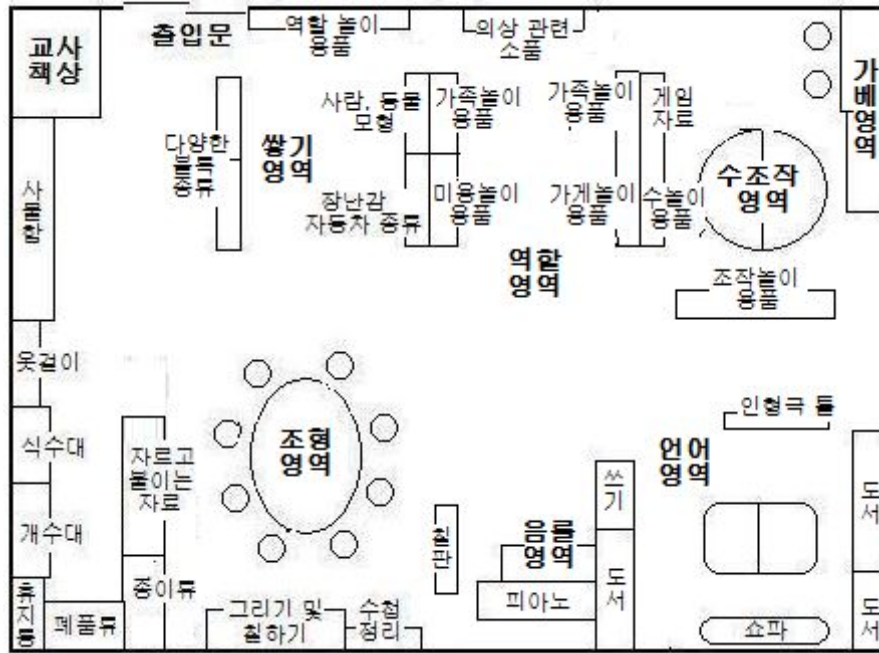 교사
책상
출입문
역할 놀이
용품
의상 관련
소품
가
베
영
역
다양한
블록
종류
쌓기
영역
사람, 동물
모형
가족놀이
용품
가족놀이
용품
게임
자료
장난감
자동차 종류
미용놀이
용품
가게놀이
용품
수놀이
용품
수조작
영역
사
물
함
역할
영역
조작놀이
용품
옷걸이
식수대
개수대
휴
지
통
폐품류
자르고
붙이는
자료
종이류
조형
영역
그리기 및
칠하기
수첩
정리
칠
판
음률
영역
피아노
쓰
기
도
서
언어
영역
인형극 틀
도
서
도
서
쇼파